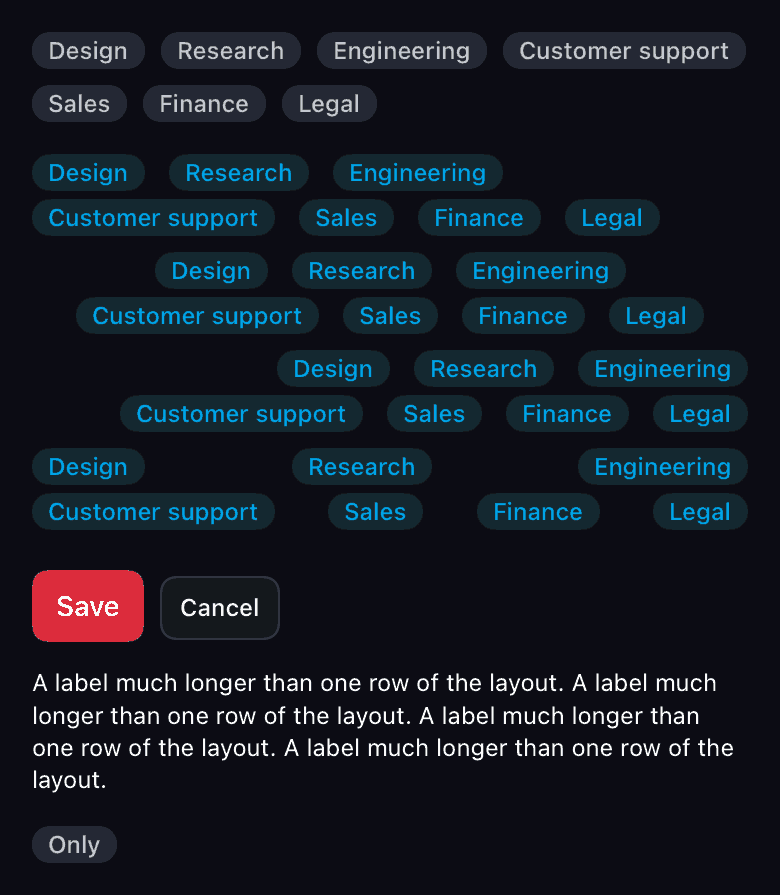 Design Research Engineering Customer support
Sales Finance Legal
Design Research Engineering
Customer support Sales Finance Legal
Design Research Engineering
Customer support Sales Finance Legal
Design Research Engineering
Customer support Sales Finance Legal
Design Research Engineering
Customer support Sales Finance Legal
Save Cancel
A label much longer than one row of the layout. A label much
longer than one row of the layout. A label much longer than
one row of the layout. A label much longer than one row of the
layout.
Only